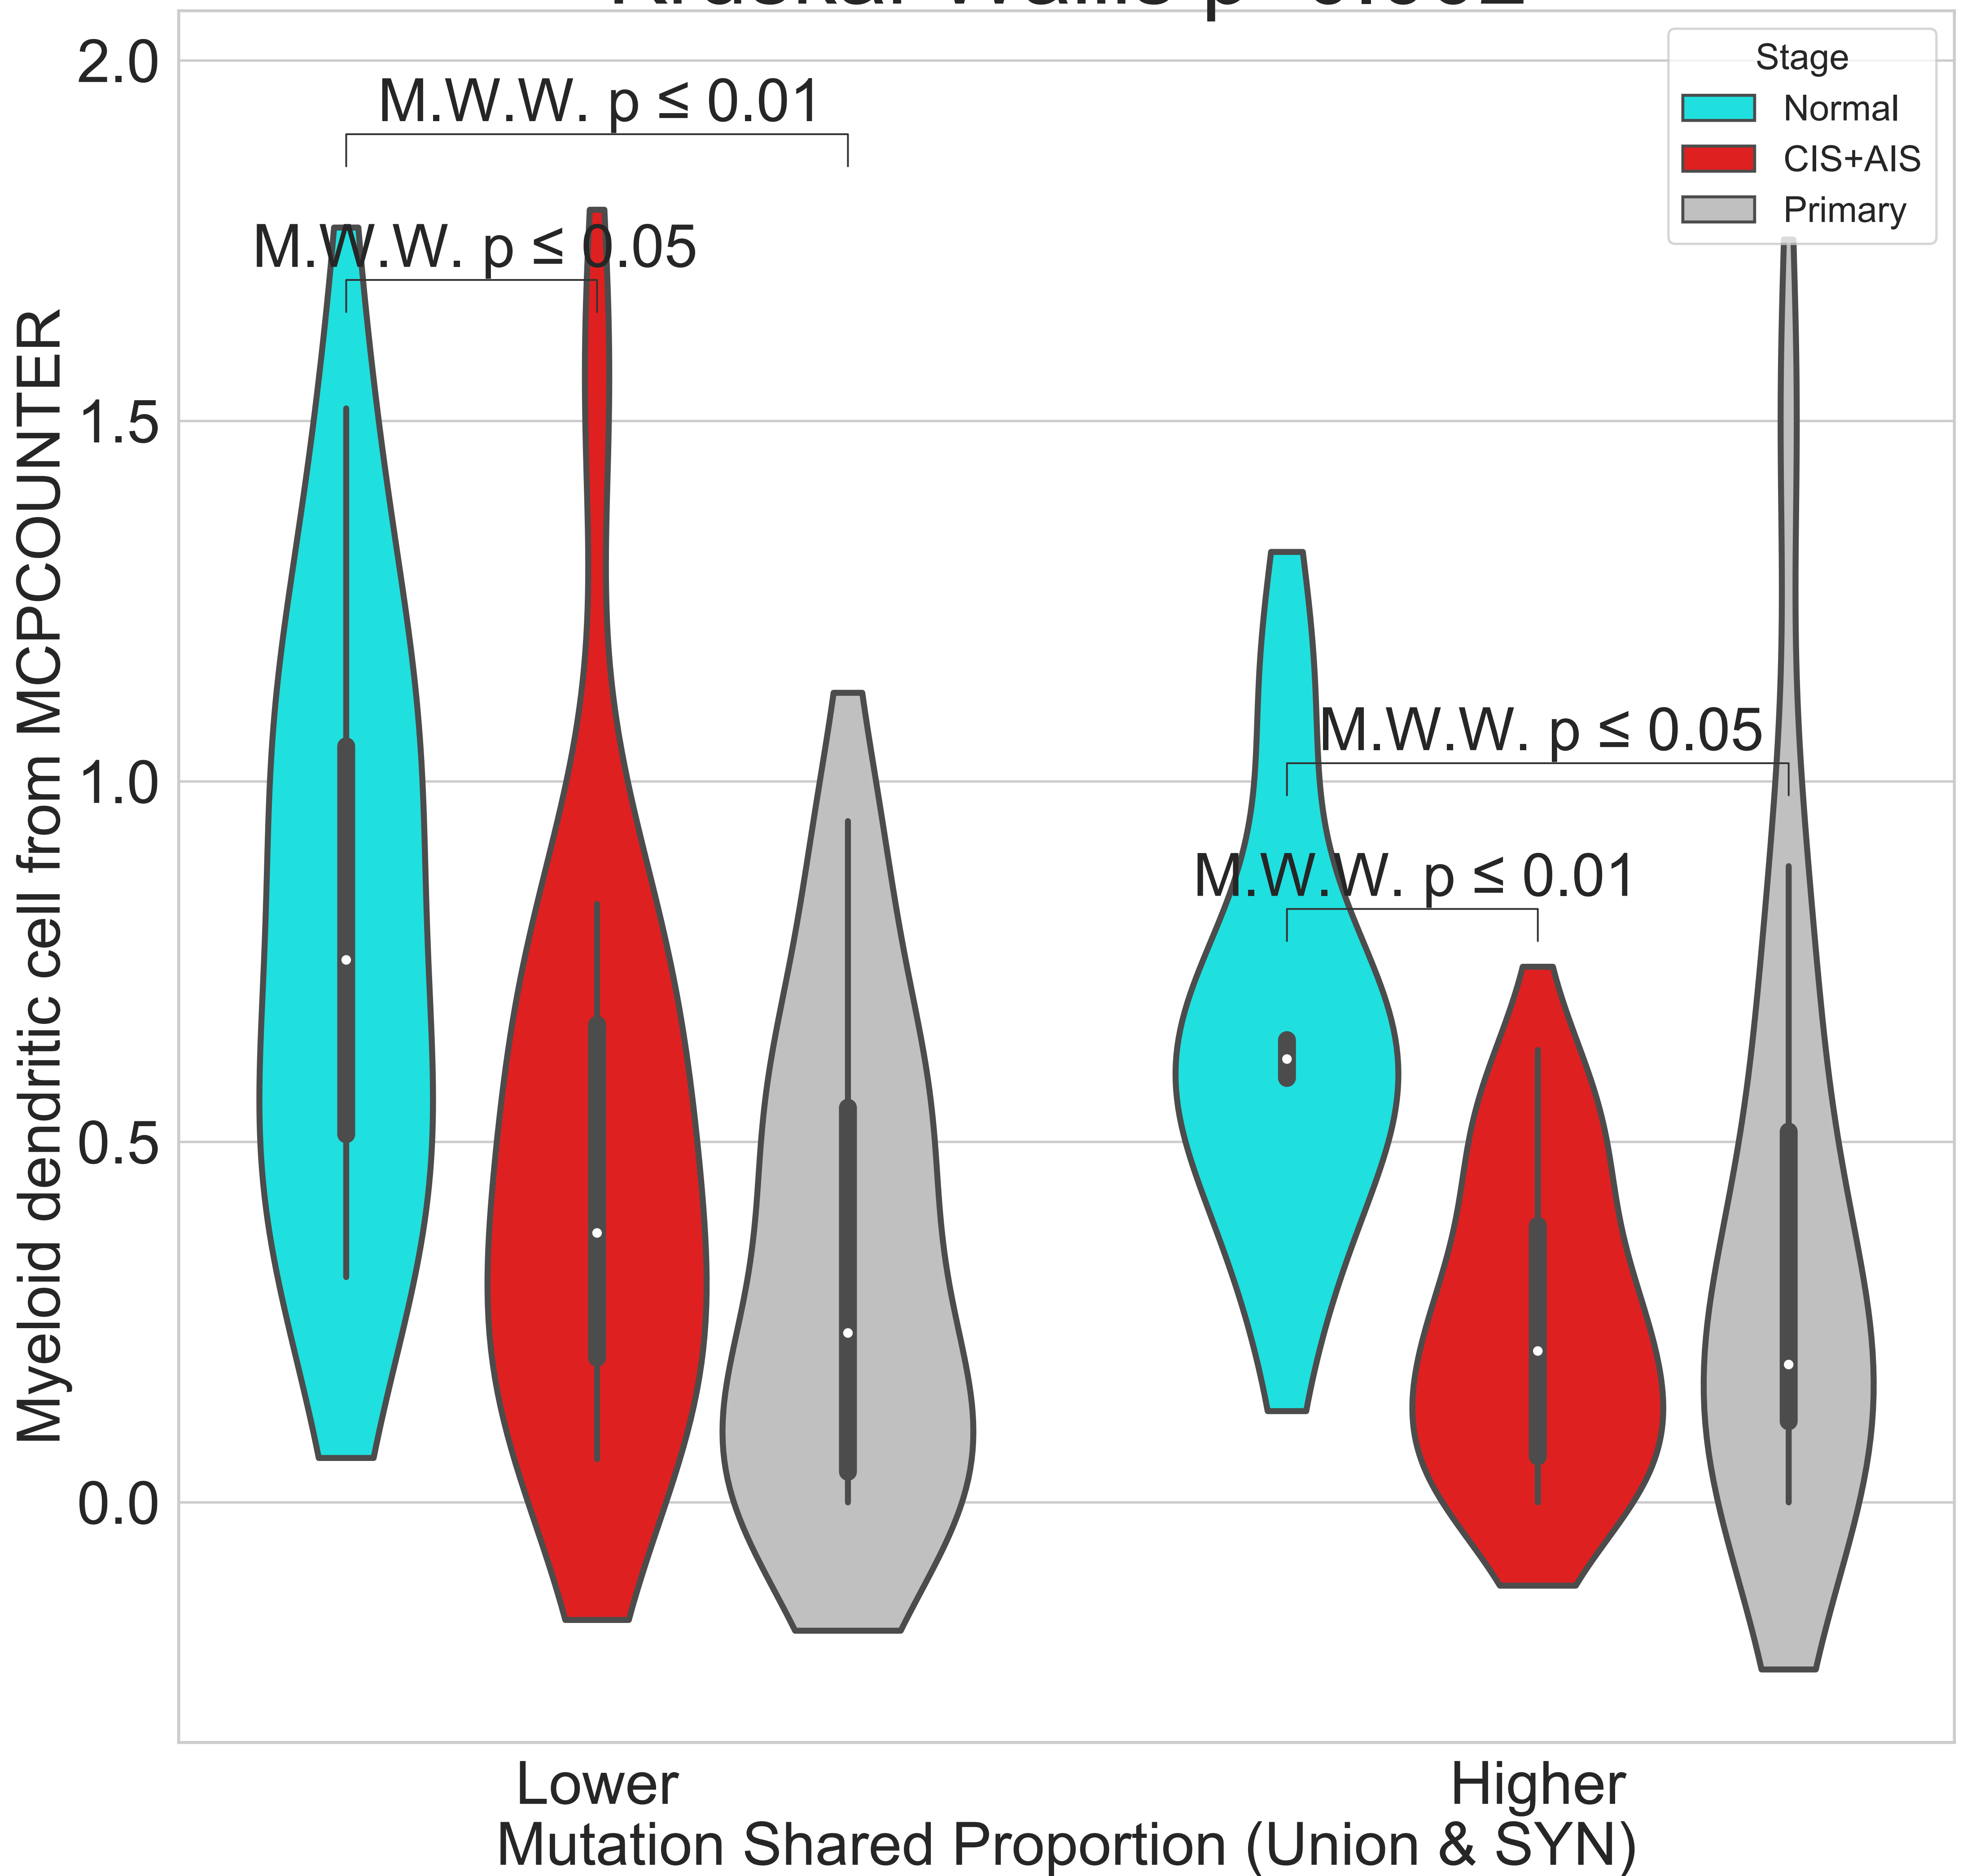 Stage
Normal
CIS+AIS
Primary
M.W.W. p ≤ 0.01
M.W.W. p ≤ 0.05
M.W.W. p ≤ 0.05
M.W.W. p ≤ 0.01
Myeloid dendritic cell from MCPCOUNTER
2.0
1.5
1.0
0.5
0.0
Lower
Higher
Mutation Shared Proportion (Union & SYN)